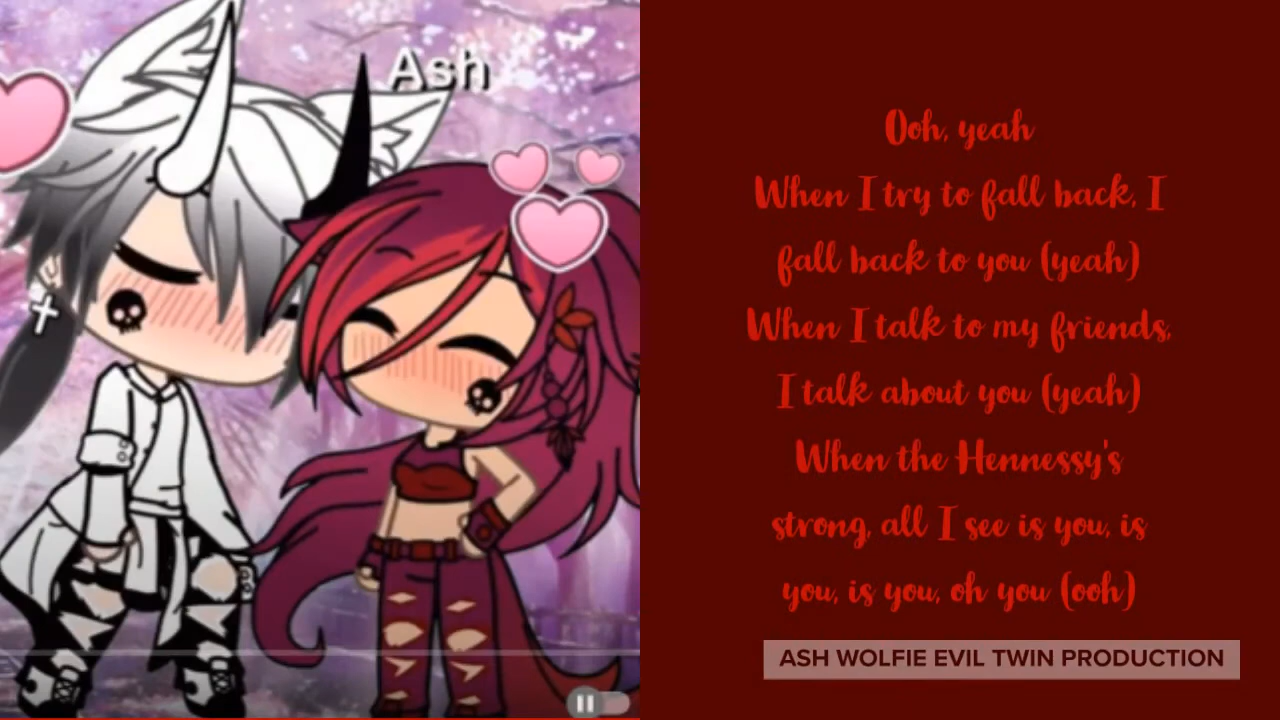 Ash
Ooh, yeah
When I try to fall back, I
fall back to you (yeah)
When I talk to my friends,
I talk about you (yeah)
When the Hennessy's
strong, all I see is you, is
you, is you, oh you (ooh)
ASH WOLFIE EVIL TWIN PRODUCTION